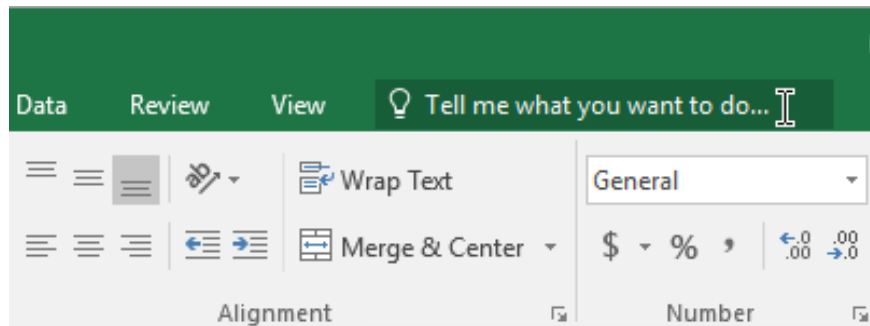 Data Review View Tell me what you want to do...
Wrap Text General
Merge & Center $ % , .0 .00 .00 .0
Alignment Number